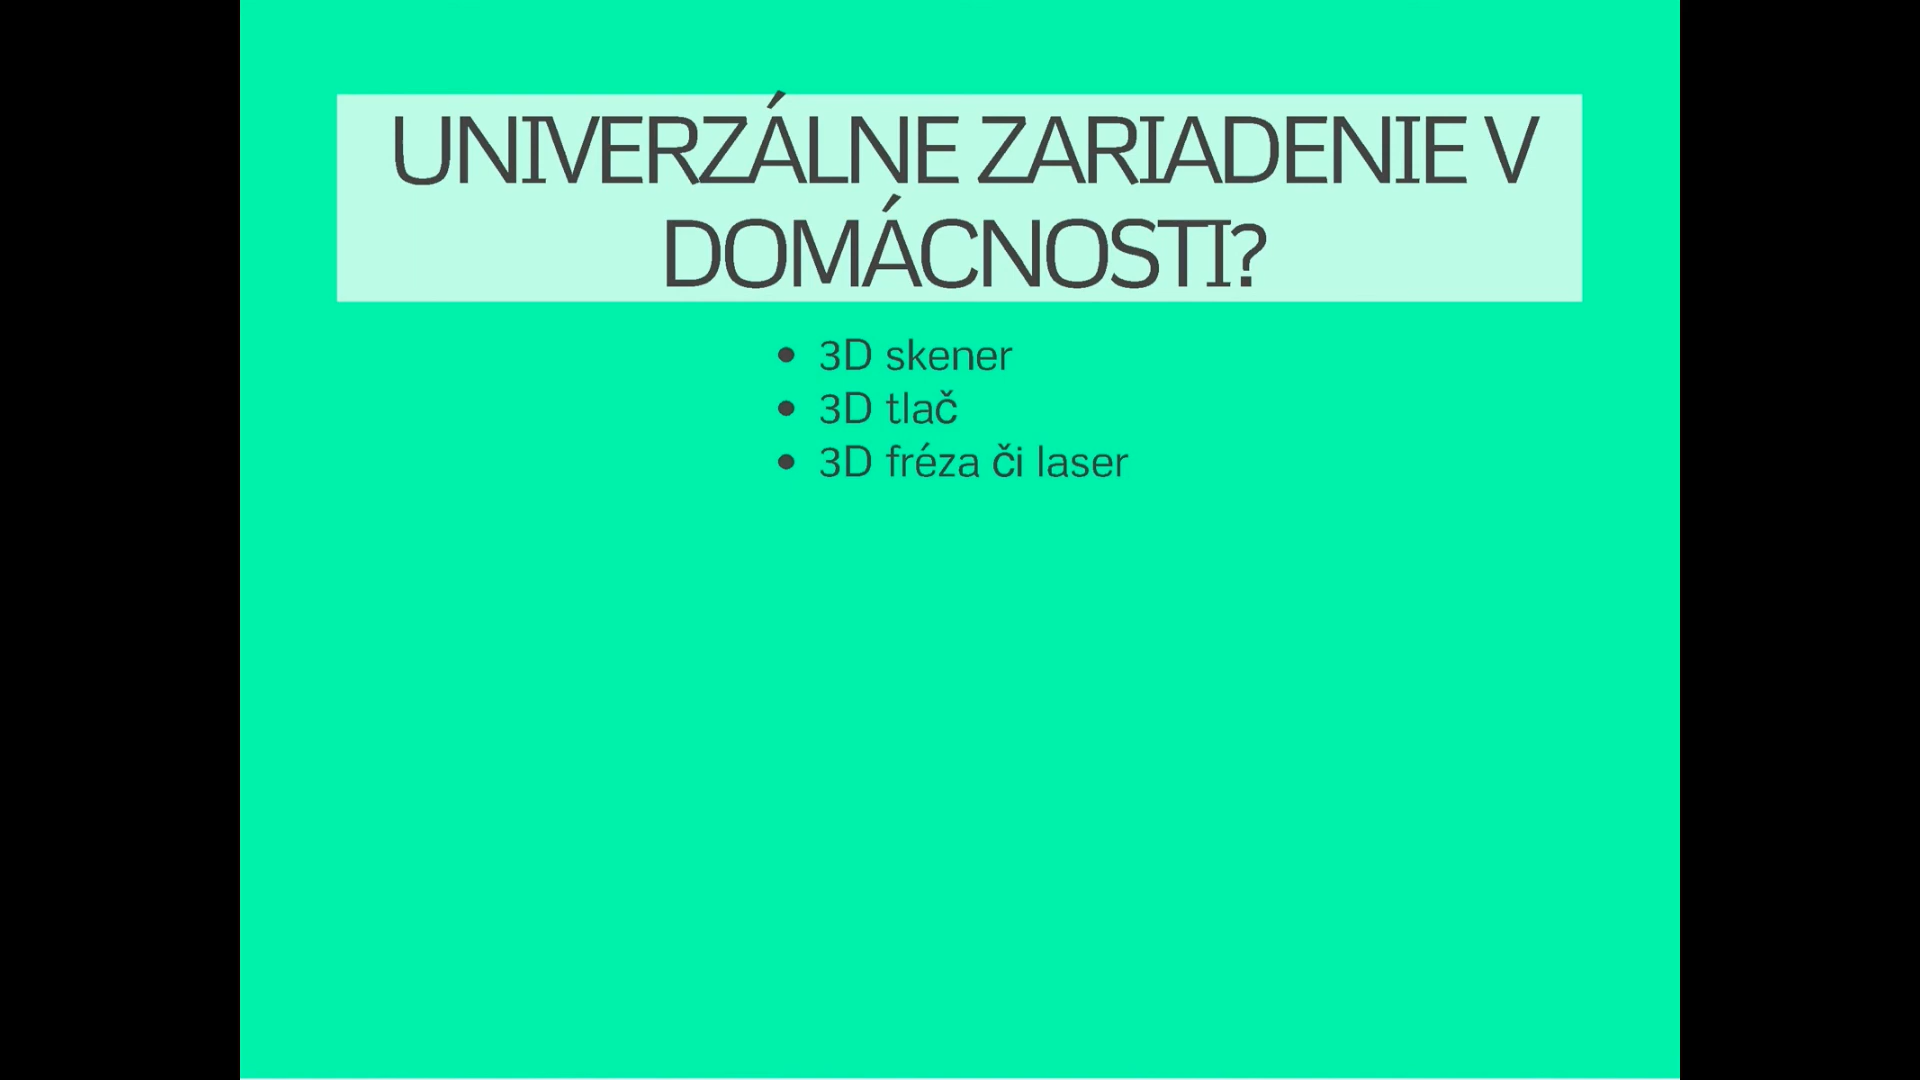 UNIVERZÁLNE ZARIADENIE V
DOMÁCNOSTI?
• 3D skener
• 3D tlač
• 3D fréza či laser